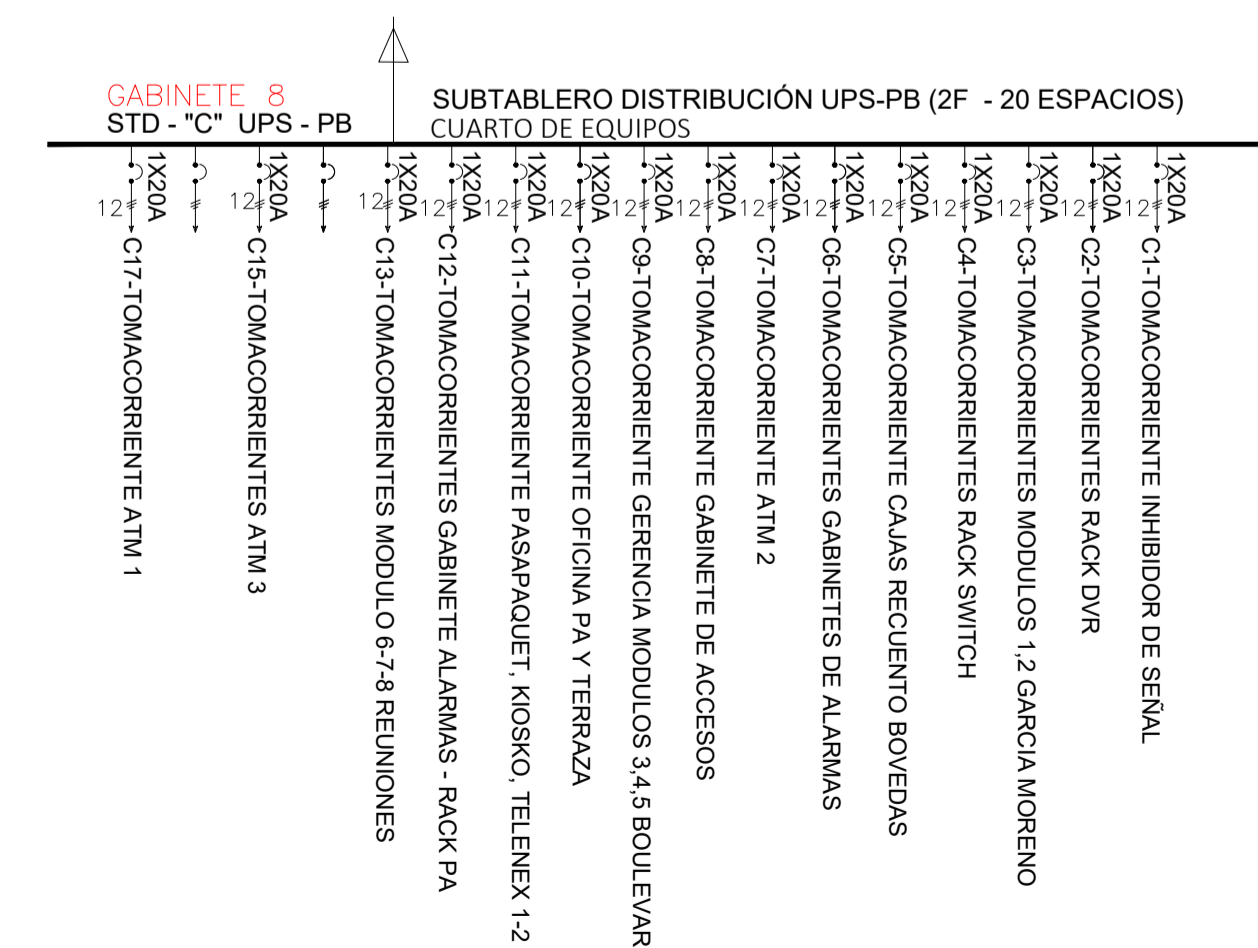 GABINETE 8
STD - "C" UPS - PB
SUBTABLERO DISTRIBUCIÓN UPS-PB (2F - 20 ESPACIOS)
CUARTO DE EQUIPOS
1X20A
12
C17-TOMACORRIENTE ATM 1
1X20A
12
C15-TOMACORRIENTES ATM 3
1X20A
12
C13-TOMACORRIENTES MODULO 6-7-8 REUNIONES
1X20A
12
C12-TOMACORRIENTES GABINETE ALARMAS - RACK PA
1X20A
12
C11-TOMACORRIENTE PASAPAQUET, KIOSKO, TELENEX 1-2
1X20A
12
C10-TOMACORRIENTE OFICINA PA Y TERRAZA
1X20A
12
C9-TOMACORRIENTE GERENCIA MODULOS 3,4,5 BOULEVAR
1X20A
12
C8-TOMACORRIENTE GABINETE DE ACCESOS
1X20A
12
C7-TOMACORRIENTE ATM 2
1X20A
12
C6-TOMACORRIENTES GABINETES DE ALARMAS
1X20A
12
C5-TOMACORRIENTE CAJAS RECUENTO BOVEDAS
1X20A
12
C4-TOMACORRIENTES RACK SWITCH
1X20A
12
C3-TOMACORRIENTES MODULOS 1,2 GARCIA MORENO
1X20A
12
C2-TOMACORRIENTES RACK DVR
1X20A
12
C1-TOMACORRIENTE INHIBIDOR DE SEÑAL